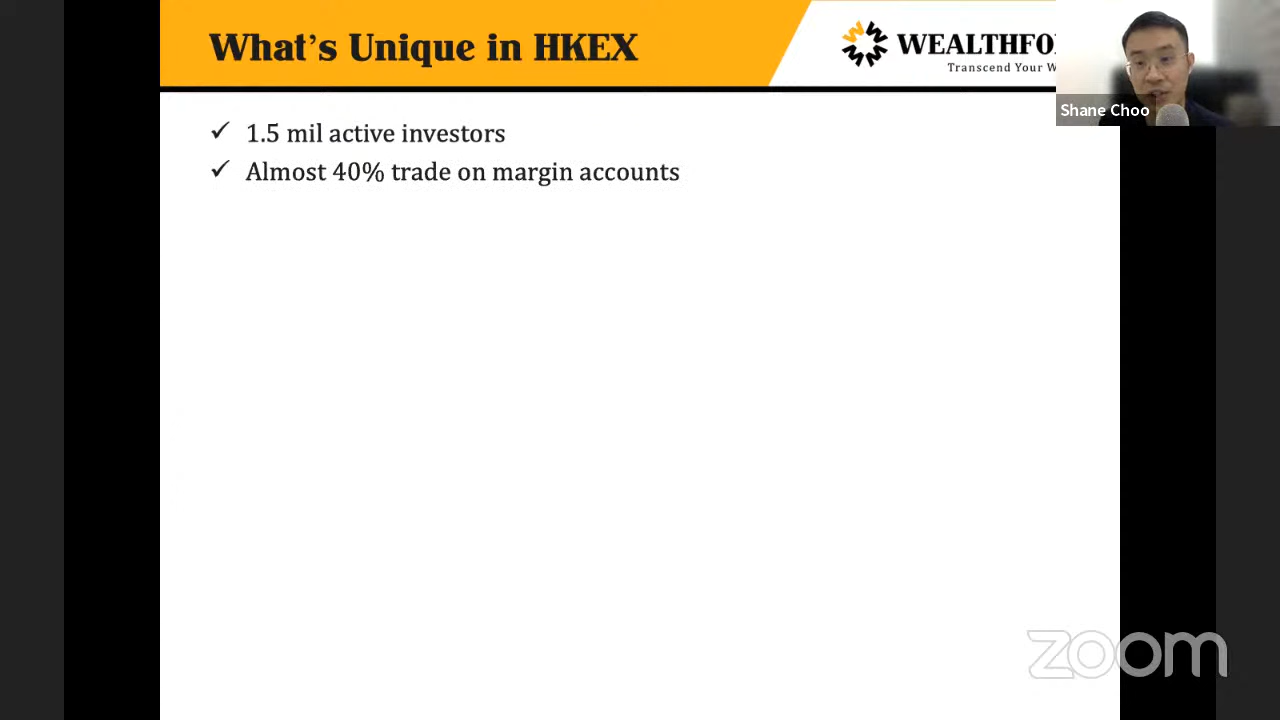 What's Unique in HKEX
WEALTHFO
Transcend Your W
Shane Choo
✓ 1.5 mil active investors
✓ Almost 40% trade on margin accounts
zoom